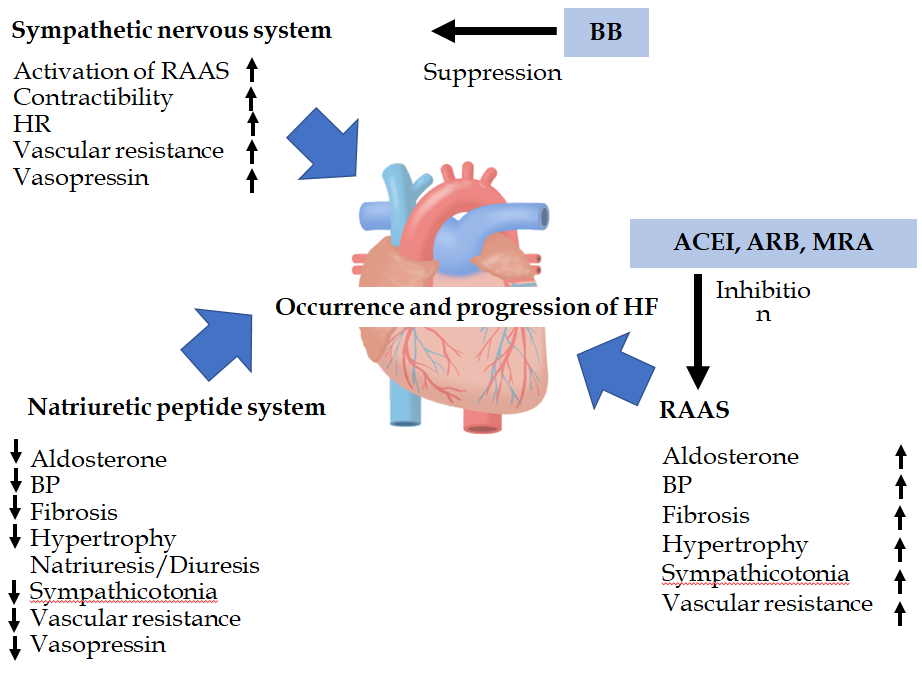 Sympathetic nervous system
BB
Suppression
Activation of RAAS
Contractibility
HR
Vascular resistance
Vasopressin
ACEI, ARB, MRA
Inhibitio
n
Occurrence and progression of HF
Natriuretic peptide system
Aldosterone
BP
Fibrosis
Hypertrophy
Natriuresis/Diuresis
Sympathicotonia
Vascular resistance
Vasopressin
RAAS
Aldosterone
BP
Fibrosis
Hypertrophy
Sympathicotonia
Vascular resistance